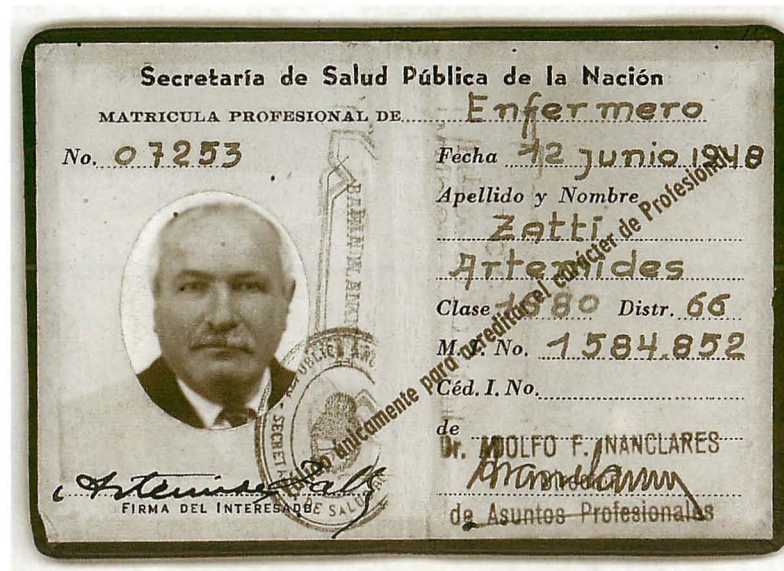 Secretaría de Salud Pública de la Nación
MATRICULA PROFESIONAL DE Enfermero
No. 07253
Fecha 12 junio 1948
Apellido y Nombre
Zatti
Artemides
Clase 1880 Distr. 66
M.I. No. 1584.852
Céd. I. No.
de
Válido únicamente para acreditar el carácter de Profesional
Dr. ADOLFO F. NANCLARES
de Asuntos Profesionales
Artemides Zatti
FIRMA DEL INTERESADO